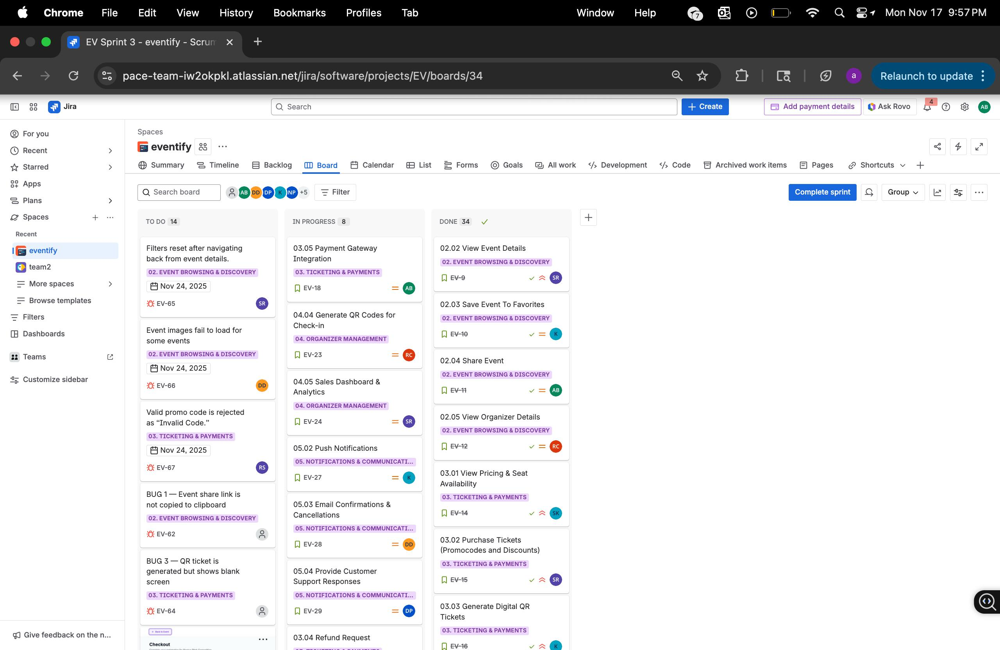 Chrome File Edit View History Bookmarks Profiles Tab Window Help 7 Mon Nov 17 9:57 PM
EV Sprint 3 - eventify - Scrum
pace-team-iw2okpkl.atlassian.net/jira/software/projects/EV/boards/34 a Relaunch to update
Jira Search Create Add payment details Ask Rovo 4 AB
For you
Recent
Starred
Apps
Plans
Spaces
Recent
eventify
team2
More spaces
Browse templates
Filters
Dashboards
Teams
Customize sidebar
Give feedback on the n...
Spaces
eventify
Summary Timeline Backlog Board Calendar List Forms Goals All work Development Code Archived work items Pages Shortcuts
Search board AB DD DP K NP +5 Filter Complete sprint Group
TO DO 14
Filters reset after navigating
back from event details.
02. EVENT BROWSING & DISCOVERY
Nov 24, 2025
EV-65 SR
Event images fail to load for
some events
02. EVENT BROWSING & DISCOVERY
Nov 24, 2025
EV-66 DD
Valid promo code is rejected
as “Invalid Code.”
03. TICKETING & PAYMENTS
Nov 24, 2025
EV-67 RS
BUG 1 — Event share link is
not copied to clipboard
02. EVENT BROWSING & DISCOVERY
EV-62
BUG 3 — QR ticket is
generated but shows blank
screen
03. TICKETING & PAYMENTS
EV-64
Back to Event
Checkout
IN PROGRESS 8
03.05 Payment Gateway
Integration
03. TICKETING & PAYMENTS
EV-18 AB
04.04 Generate QR Codes for
Check-in
04. ORGANIZER MANAGEMENT
EV-23 RC
04.05 Sales Dashboard &
Analytics
04. ORGANIZER MANAGEMENT
EV-24 SR
05.02 Push Notifications
05. NOTIFICATIONS & COMMUNICATI...
EV-27 K
05.03 Email Confirmations &
Cancellations
05. NOTIFICATIONS & COMMUNICATI...
EV-28 DD
05.04 Provide Customer
Support Responses
05. NOTIFICATIONS & COMMUNICATI...
EV-29 DP
03.04 Refund Request
DONE 34
02.02 View Event Details
02. EVENT BROWSING & DISCOVERY
EV-9 SR
02.03 Save Event To Favorites
02. EVENT BROWSING & DISCOVERY
EV-10 K
02.04 Share Event
02. EVENT BROWSING & DISCOVERY
EV-11 AB
02.05 View Organizer Details
02. EVENT BROWSING & DISCOVERY
EV-12 RC
03.01 View Pricing & Seat
Availability
03. TICKETING & PAYMENTS
EV-14 SK
03.02 Purchase Tickets
(Promocodes and Discounts)
03. TICKETING & PAYMENTS
EV-15 SR
03.03 Generate Digital QR
Tickets
03. TICKETING & PAYMENTS
EV-16 K